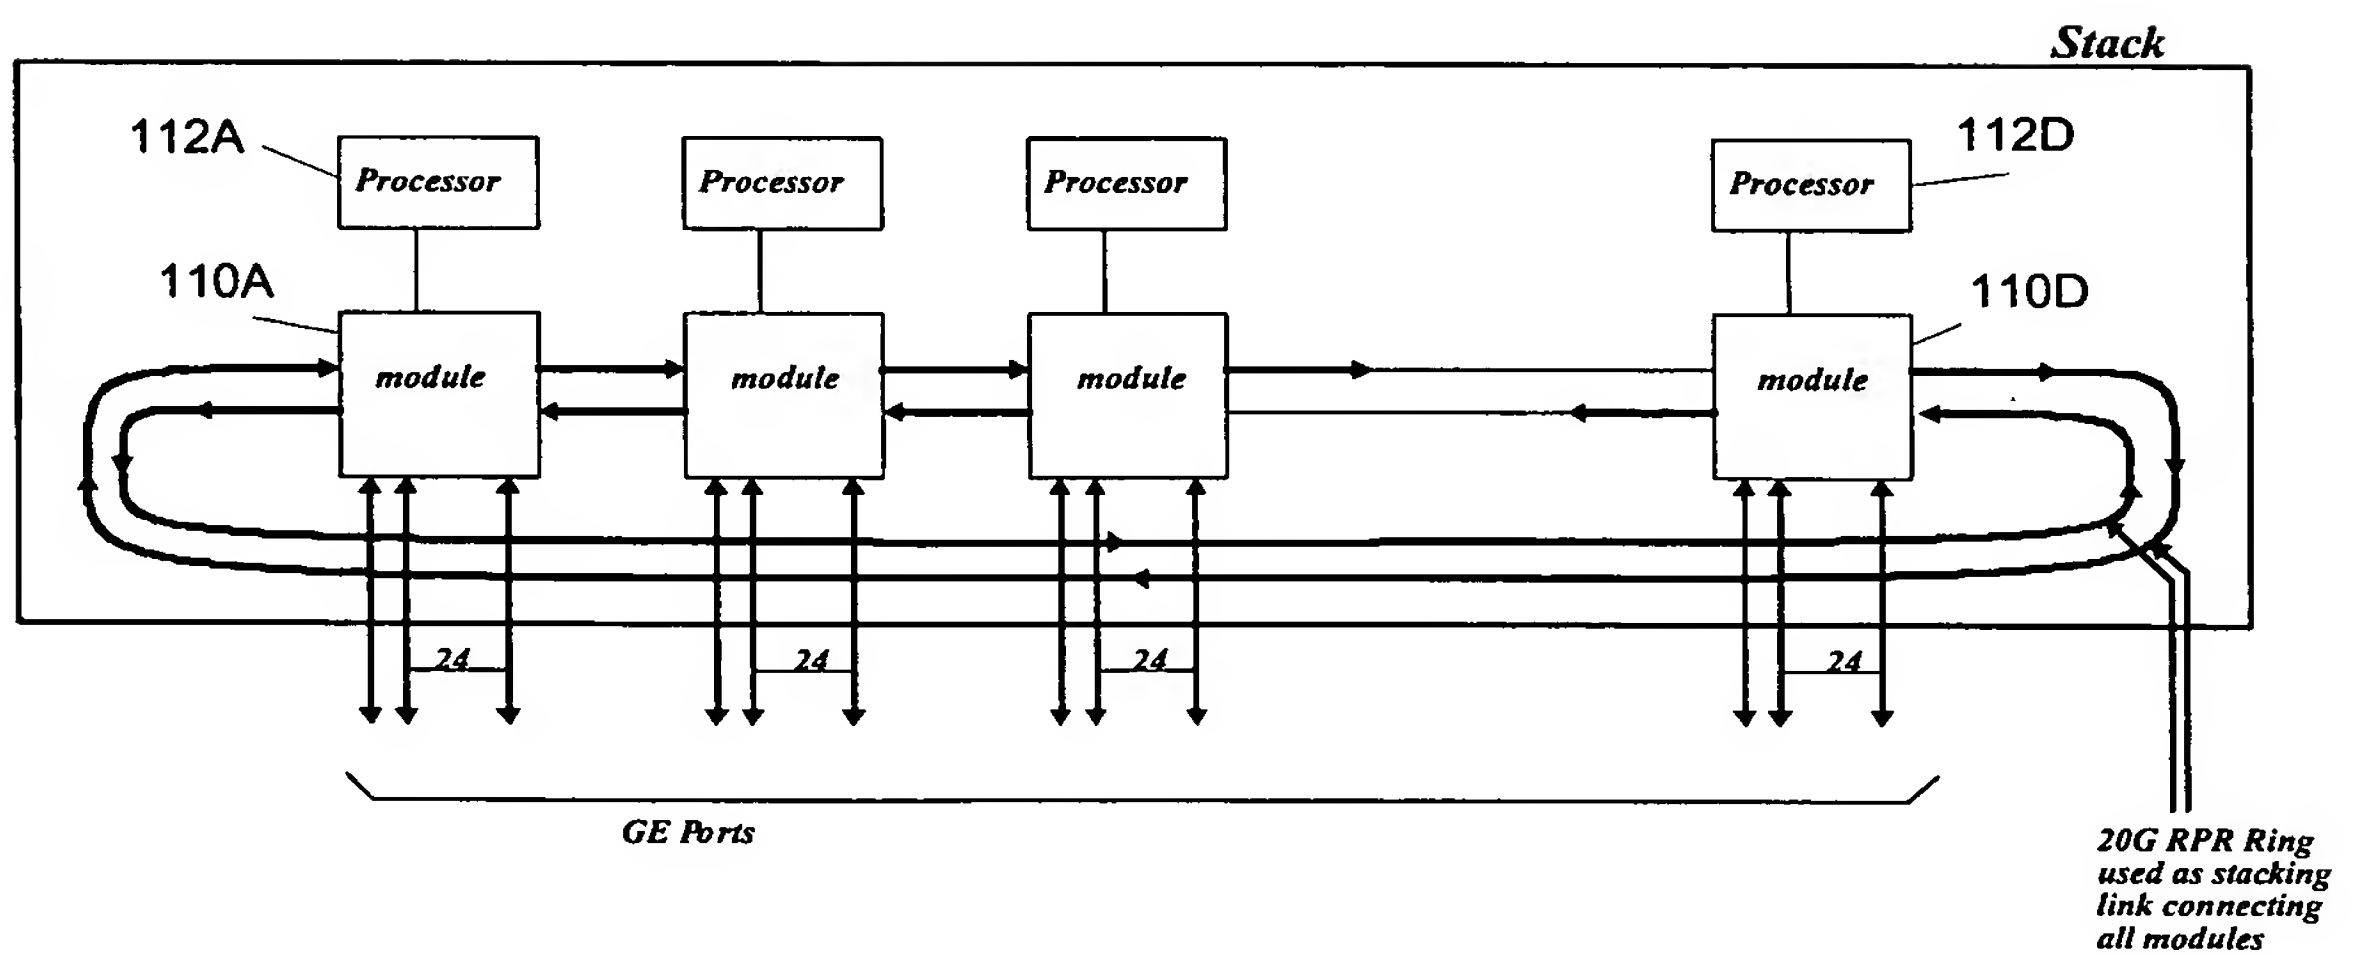 Stack
112A
Processor
Processor
Processor
Processor
112D
110A
110D
module
module
module
module
24
24
24
24
GE Ports
20G RPR Ring
used as stacking
link connecting
all modules